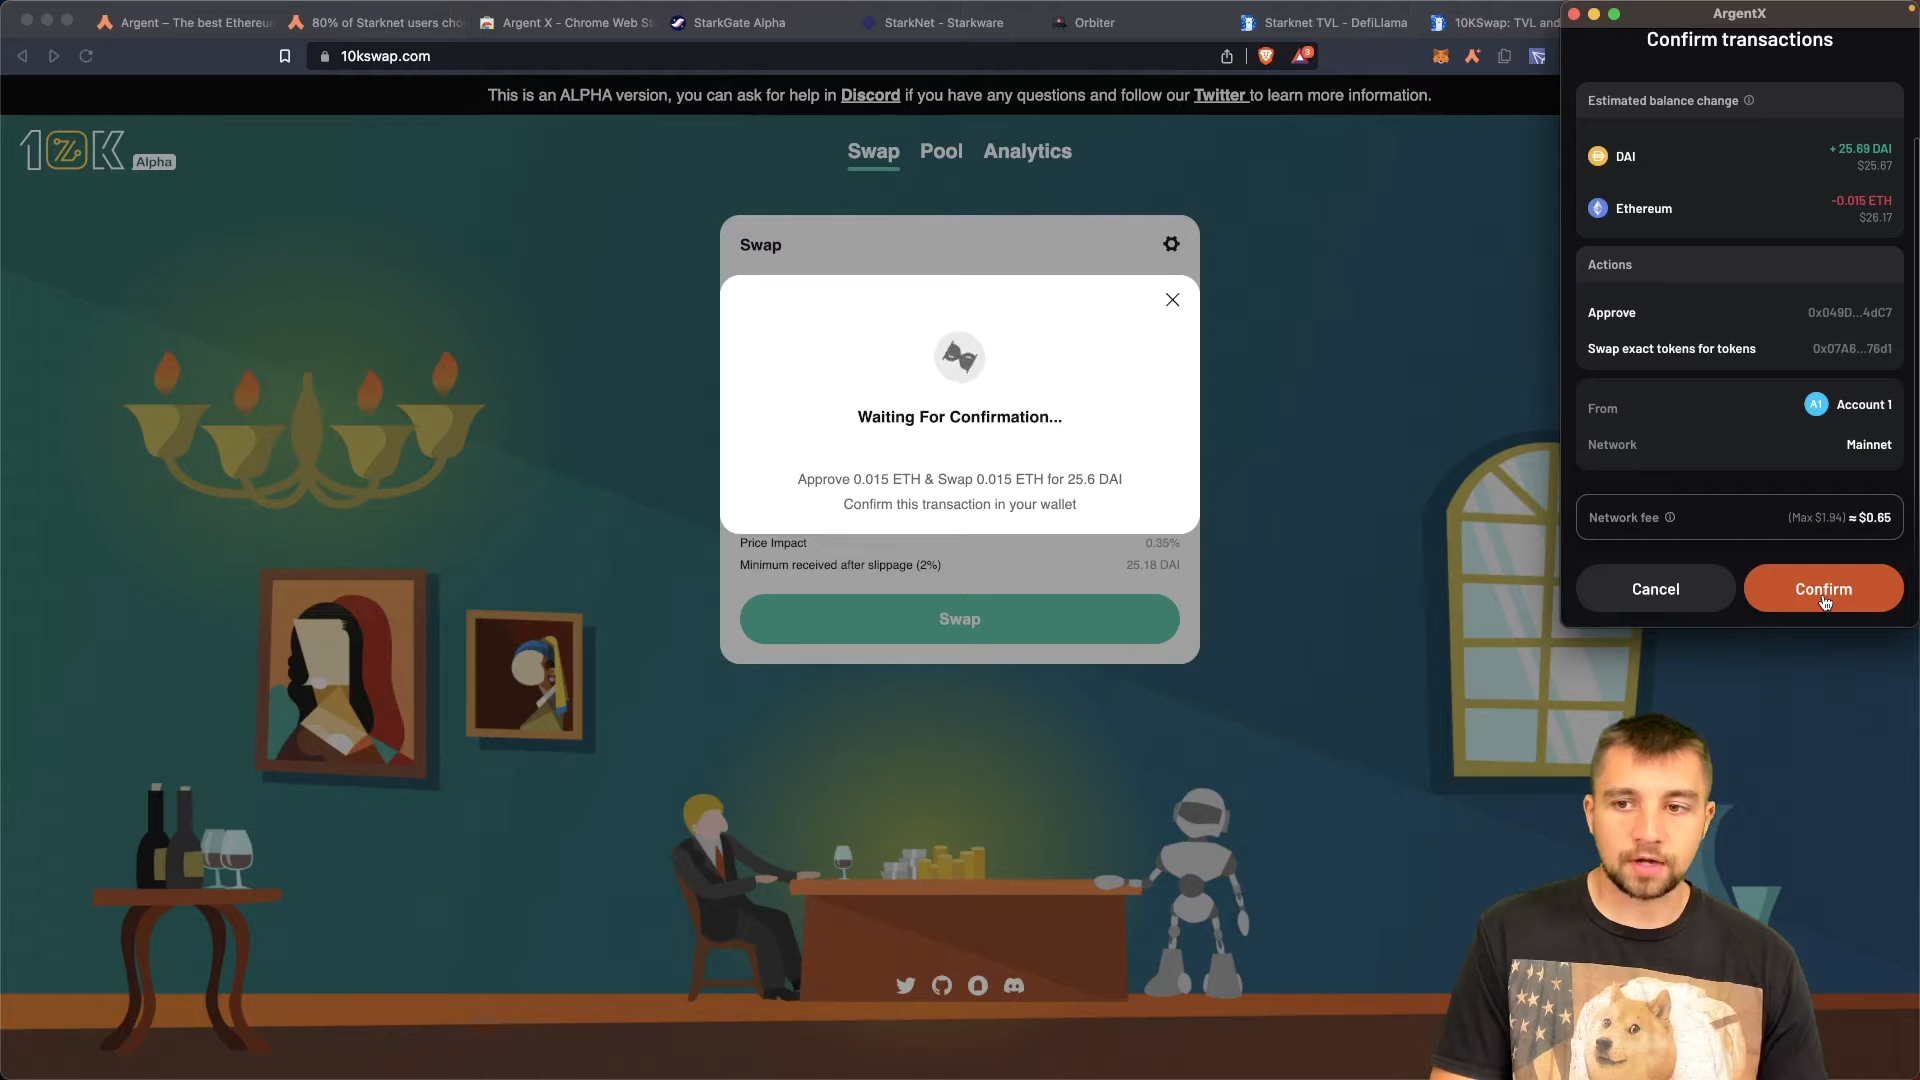 Argent – The best Ethereun
80% of Starknet users cho
Argent X - Chrome Web St
StarkGate Alpha
StarkNet - Starkware
Orbiter
Starknet TVL - DefiLlama
10KSwap: TVL and
10kswap.com
3
This is an ALPHA version, you can ask for help in Discord if you have any questions and follow our Twitter to learn more information.
10K Alpha
Swap Pool Analytics
Swap
Waiting For Confirmation...
Approve 0.015 ETH & Swap 0.015 ETH for 25.6 DAI
Confirm this transaction in your wallet
Price Impact 0.35%
Minimum received after slippage (2%) 25.18 DAI
Swap
ArgentX
Confirm transactions
Estimated balance change
DAI + 25.69 DAI
$25.67
Ethereum -0.015 ETH
$26.17
Actions
Approve 0x049D...4dC7
Swap exact tokens for tokens 0x07A6...76d1
From A1 Account 1
Network Mainnet
Network fee (Max $1.94) ≈ $0.65
Cancel Confirm